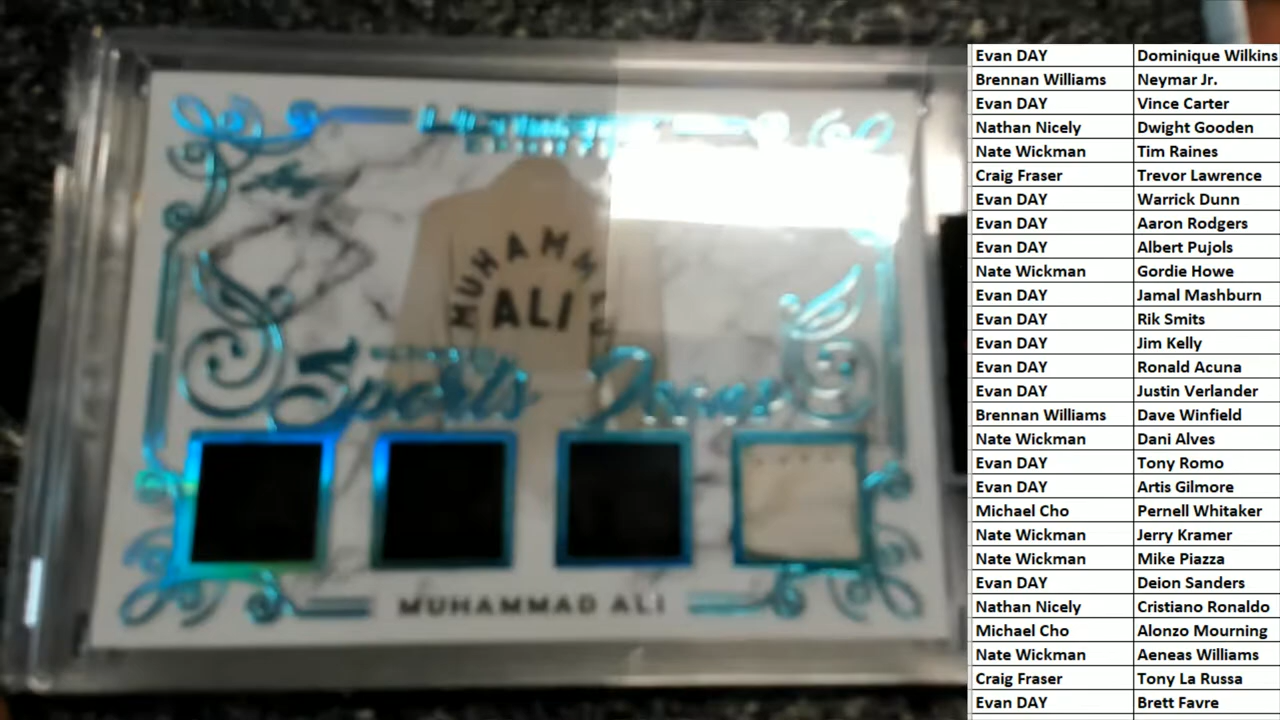 MUHAMMAD
ALI
Sports Icons
MUHAMMAD ALI
Evan DAY Dominique Wilkins
Brennan Williams Neymar Jr.
Evan DAY Vince Carter
Nathan Nicely Dwight Gooden
Nate Wickman Tim Raines
Craig Fraser Trevor Lawrence
Evan DAY Warrick Dunn
Evan DAY Aaron Rodgers
Evan DAY Albert Pujols
Nate Wickman Gordie Howe
Evan DAY Jamal Mashburn
Evan DAY Rik Smits
Evan DAY Jim Kelly
Evan DAY Ronald Acuna
Evan DAY Justin Verlander
Brennan Williams Dave Winfield
Nate Wickman Dani Alves
Evan DAY Tony Romo
Evan DAY Artis Gilmore
Michael Cho Pernell Whitaker
Nate Wickman Jerry Kramer
Nate Wickman Mike Piazza
Evan DAY Deion Sanders
Nathan Nicely Cristiano Ronaldo
Michael Cho Alonzo Mourning
Nate Wickman Aeneas Williams
Craig Fraser Tony La Russa
Evan DAY Brett Favre